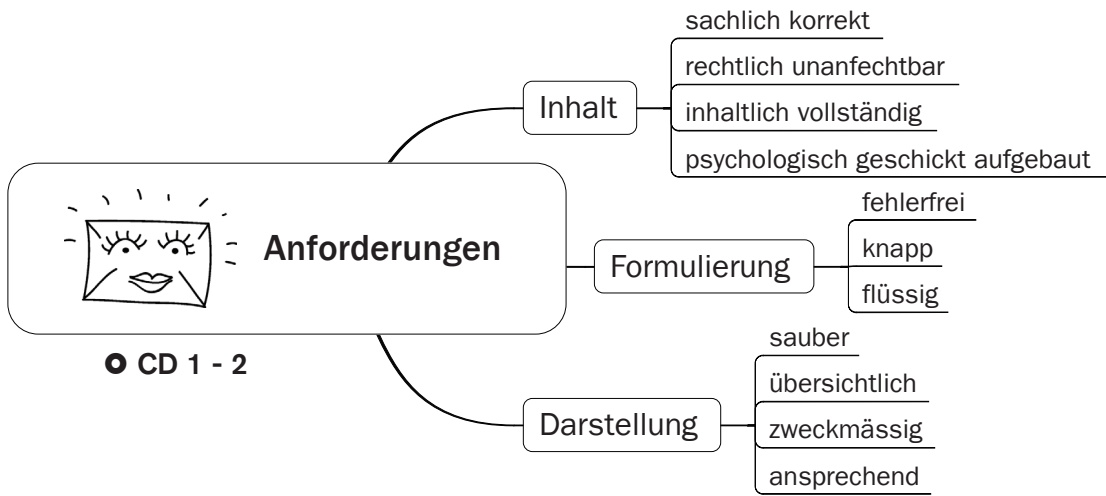 Anforderungen
CD 1 - 2
Inhalt
sachlich korrekt
rechtlich unanfechtbar
inhaltlich vollständig
psychologisch geschickt aufgebaut
Formulierung
fehlerfrei
knapp
flüssig
Darstellung
sauber
übersichtlich
zweckmässig
ansprechend